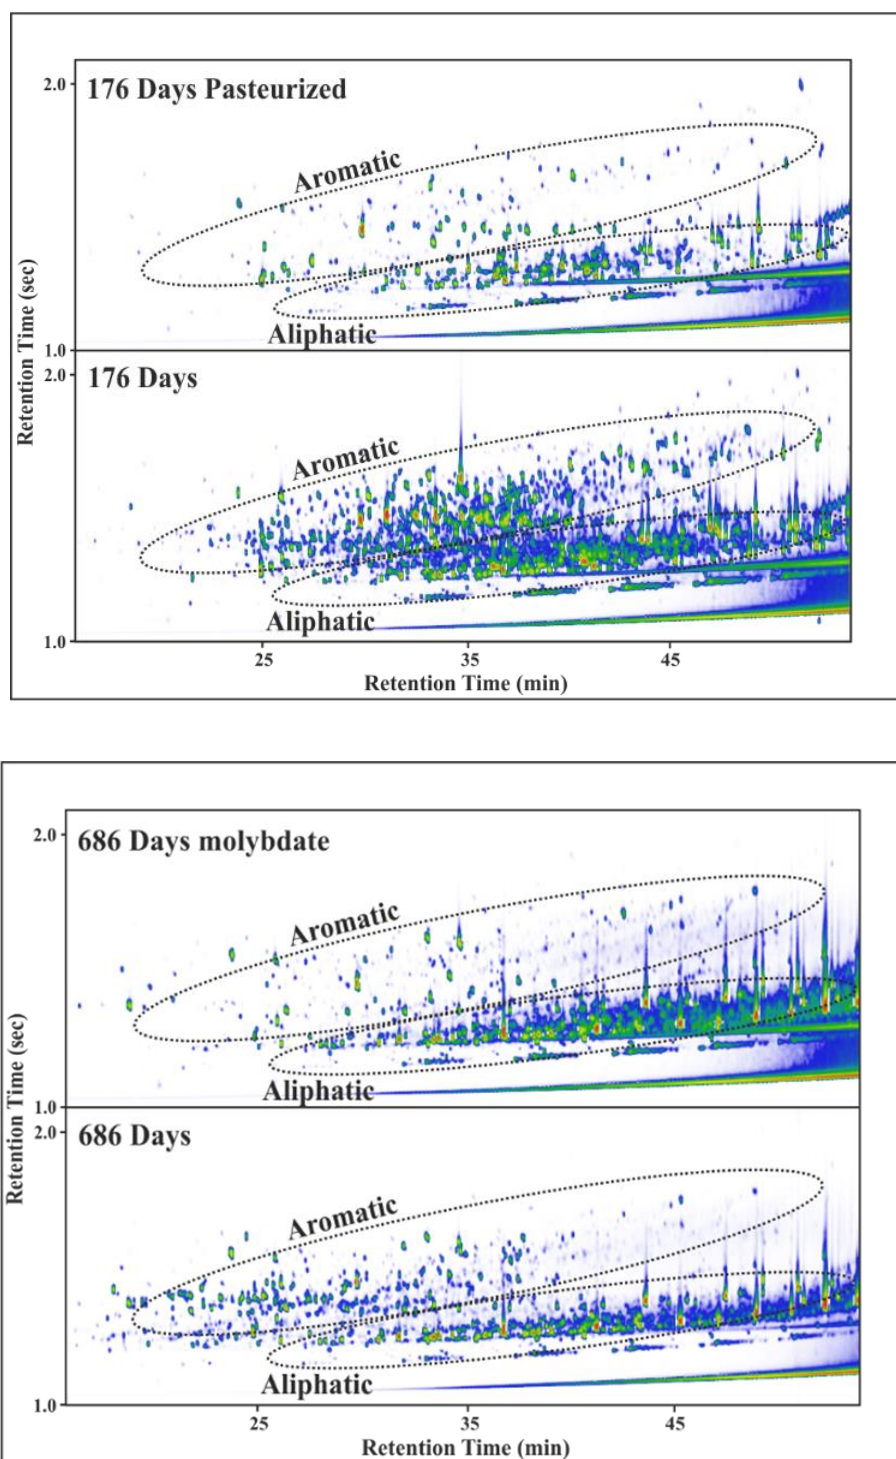 2.0
176 Days Pasteurized
Aromatic
Aliphatic
1.0
2.0
176 Days
Aromatic
Aliphatic
1.0
Retention Time (sec)
25 35 45
Retention Time (min)
2.0
686 Days molybdate
Aromatic
Aliphatic
1.0
2.0
686 Days
Aromatic
Aliphatic
1.0
Retention Time (sec)
25 35 45
Retention Time (min)